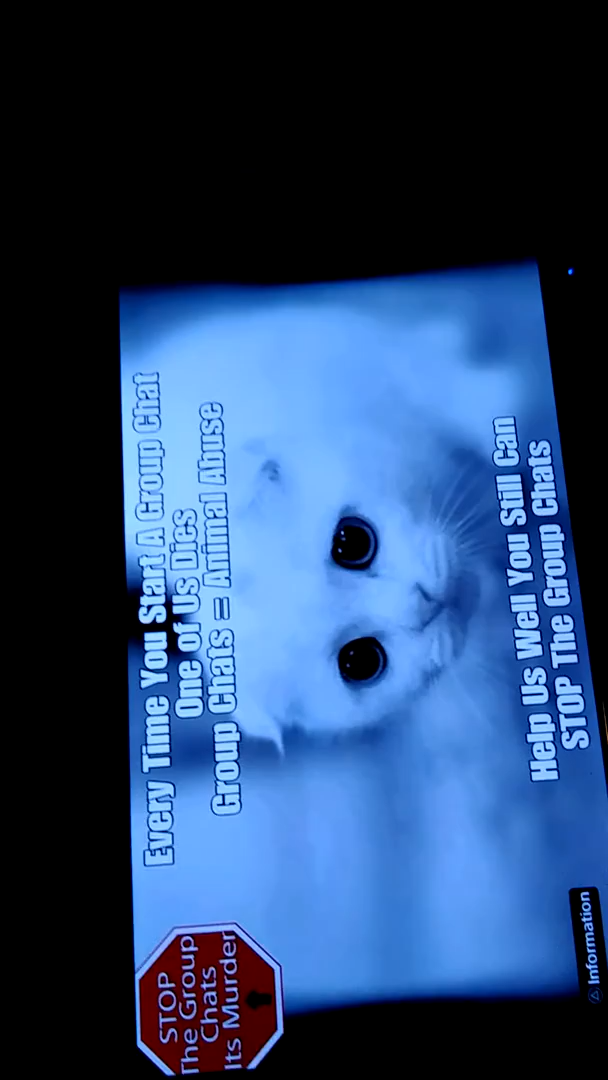 Every Time You Start A Group Chat
One of Us Dies
Group Chats = Animal Abuse
Help Us Well You Still Can
STOP The Group Chats
STOP
The Group
Chats
Its Murder
Information